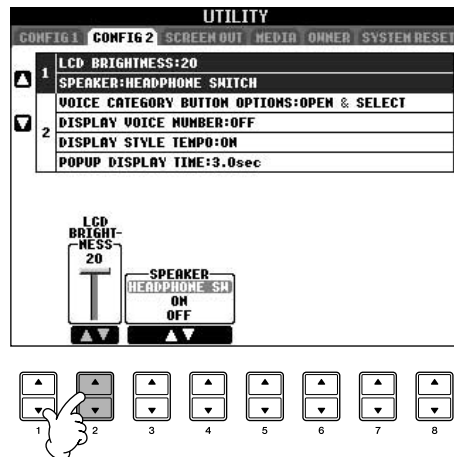 UTILITY
CONFIG 1 CONFIG 2 SCREEN OUT MEDIA OWNER SYSTEM RESET
1 LCD BRIGHTNESS:20
SPEAKER:HEADPHONE SWITCH
2 VOICE CATEGORY BUTTON OPTIONS:OPEN & SELECT
DISPLAY VOICE NUMBER:OFF
DISPLAY STYLE TEMPO:ON
POPUP DISPLAY TIME:3.0sec
LCD
BRIGHT-
NESS
20
SPEAKER
HEADPHONE SW
ON
OFF
1 2 3 4 5 6 7 8